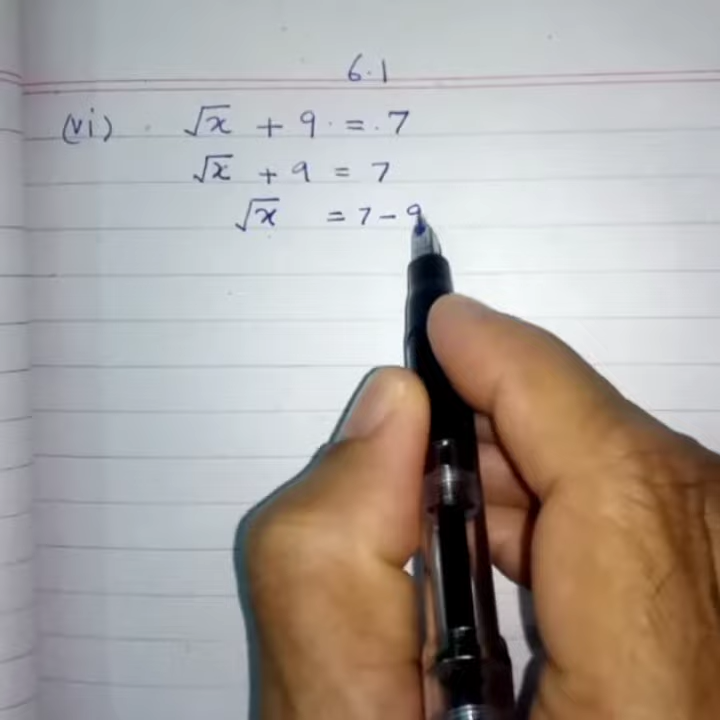 6.1
(vi) √x + 9 = 7
√x + 9 = 7
√x = 7 - 9